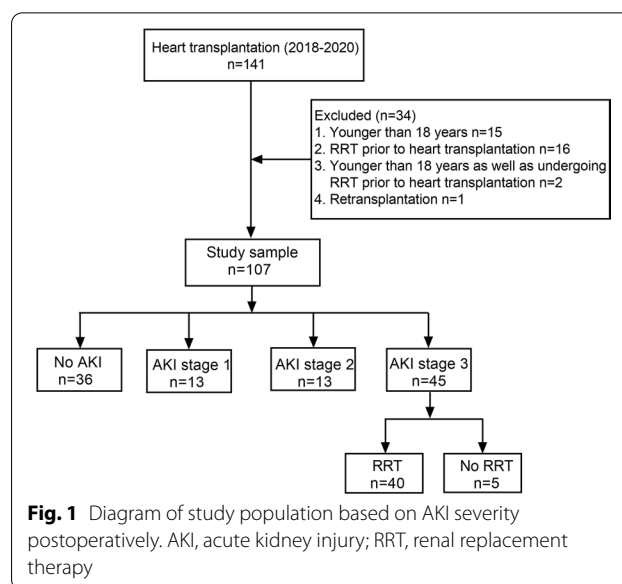 Heart transplantation (2018-2020)
n=141
Excluded (n=34)
1. Younger than 18 years n=15
2. RRT prior to heart transplantation n=16
3. Younger than 18 years as well as undergoing
RRT prior to heart transplantation n=2
4. Retransplantation n=1
Study sample
n=107
No AKI
n=36
AKI stage 1
n=13
AKI stage 2
n=13
AKI stage 3
n=45
RRT
n=40
No RRT
n=5
Fig. 1 Diagram of study population based on AKI severity
postoperatively. AKI, acute kidney injury; RRT, renal replacement
therapy